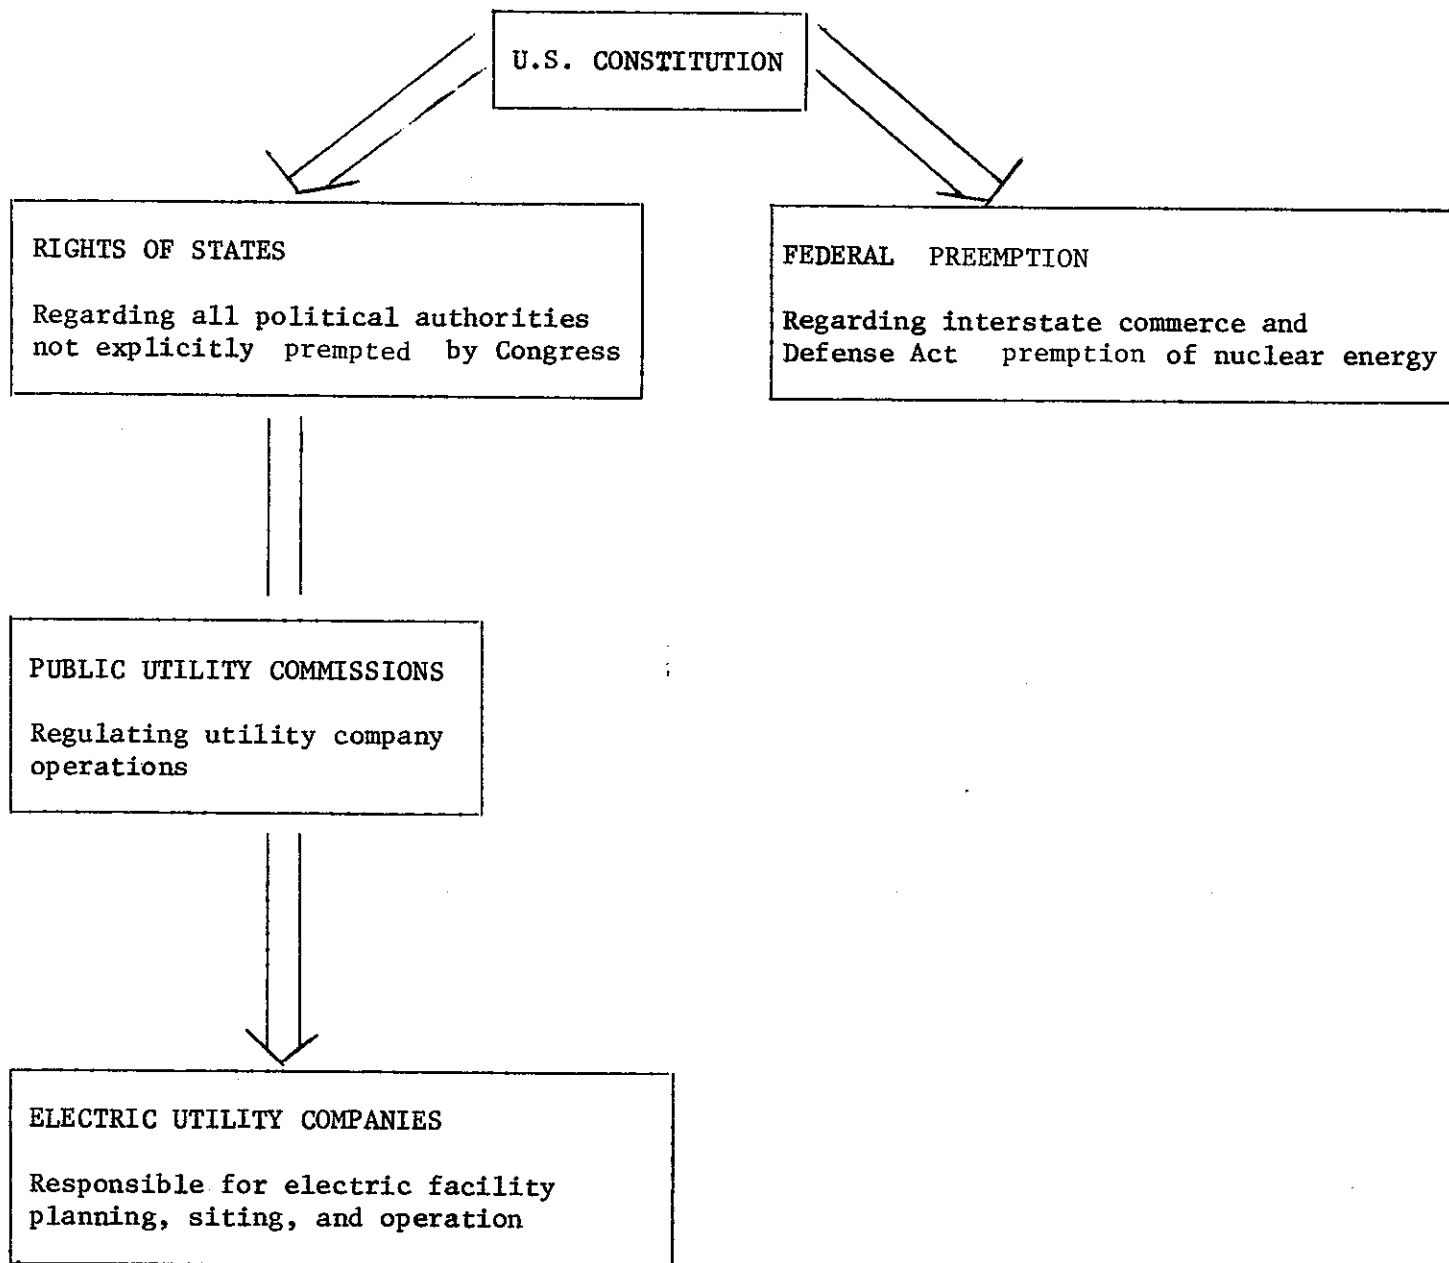 U.S. CONSTITUTION
RIGHTS OF STATES
Regarding all political authorities
not explicitly prempted by Congress
FEDERAL PREEMPTION
Regarding interstate commerce and
Defense Act premption of nuclear energy
PUBLIC UTILITY COMMISSIONS
Regulating utility company
operations
ELECTRIC UTILITY COMPANIES
Responsible for electric facility
planning, siting, and operation